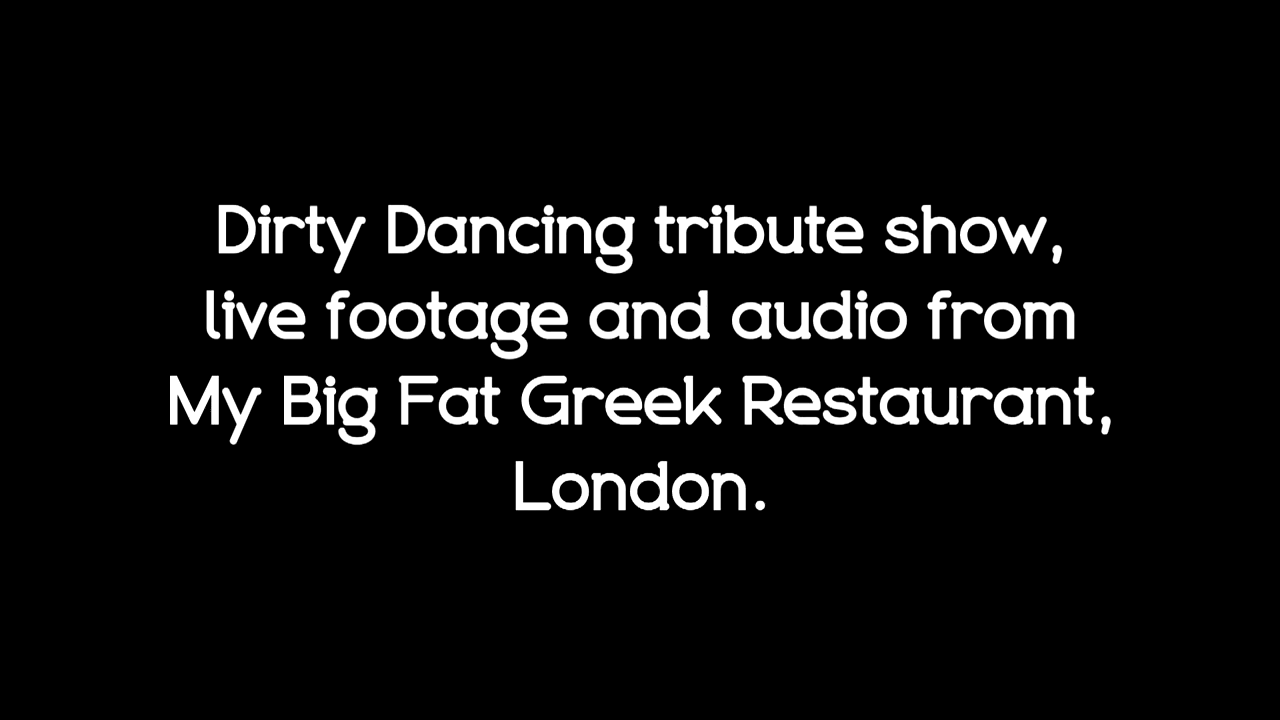 Dirty Dancing tribute show,
live footage and audio from
My Big Fat Greek Restaurant,
London.